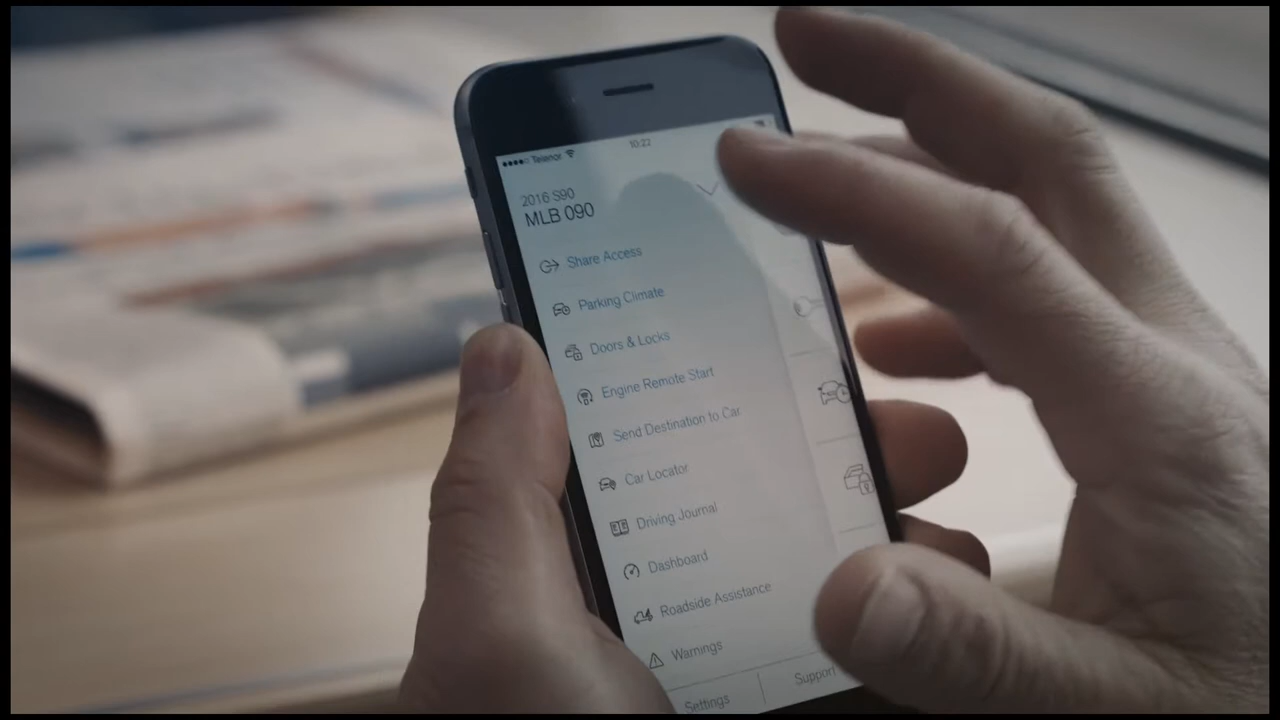 Telenor 10:22
2016 S90
MLB 090
Share Access
Parking Climate
Doors & Locks
Engine Remote Start
Send Destination to Car
Car Locator
Driving Journal
Dashboard
Roadside Assistance
Warnings
Settings Support